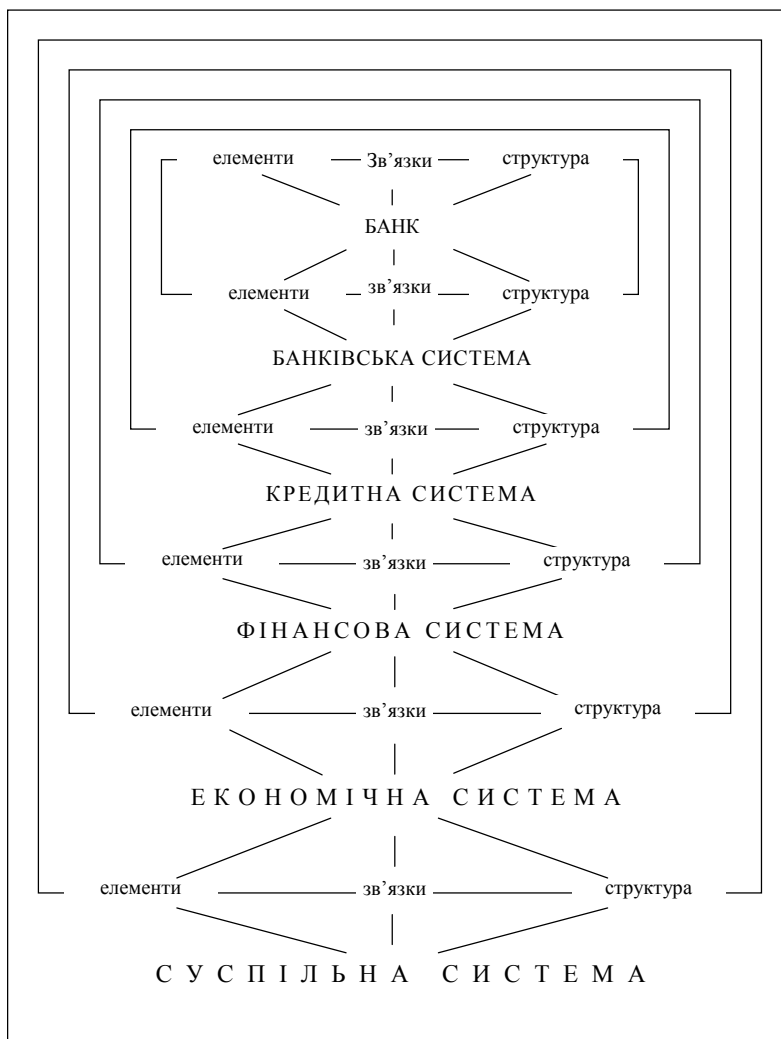 елементи Зв’язки структура
БАНК
елементи зв’язки структура
БАНКІВСЬКА СИСТЕМА
елементи зв’язки структура
КРЕДИТНА СИСТЕМА
елементи зв’язки структура
ФІНАНСОВА СИСТЕМА
елементи зв’язки структура
ЕКОНОМІЧНА СИСТЕМА
елементи зв’язки структура
СУСПІЛЬНА СИСТЕМА